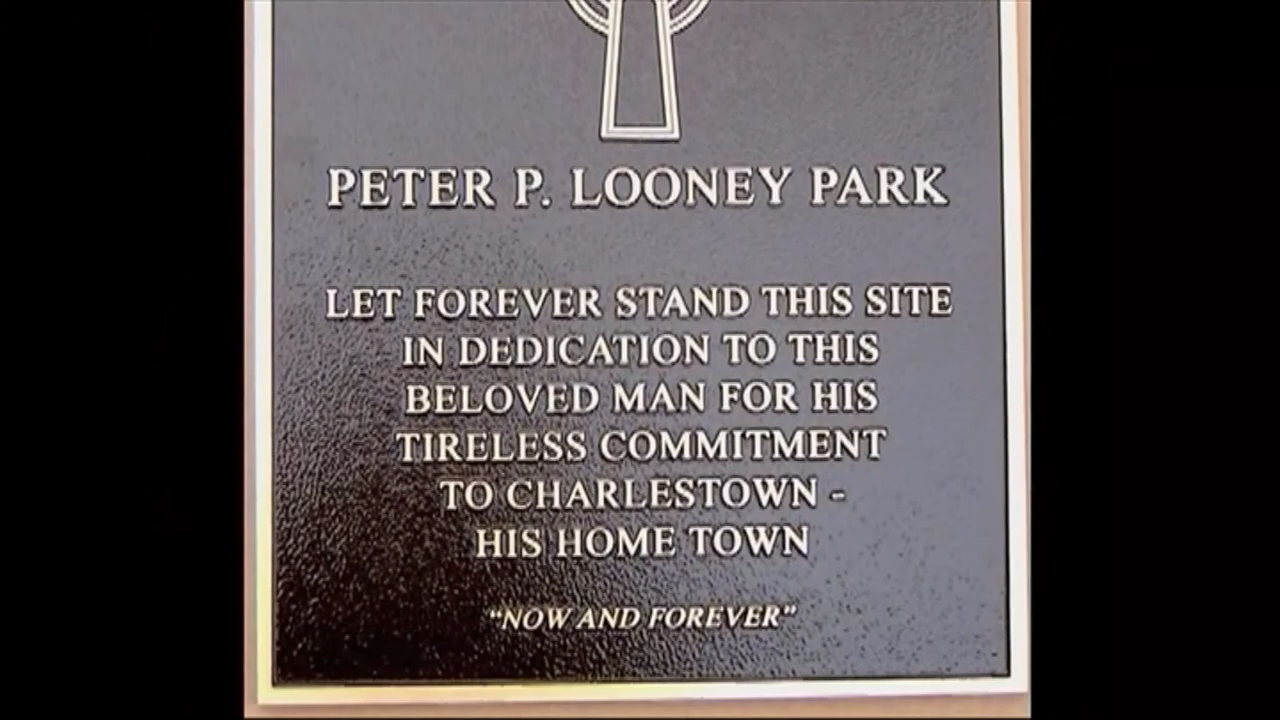 PETER P. LOONEY PARK
LET FOREVER STAND THIS SITE
IN DEDICATION TO THIS
BELOVED MAN FOR HIS
TIRELESS COMMITMENT
TO CHARLESTOWN -
HIS HOME TOWN
"NOW AND FOREVER"